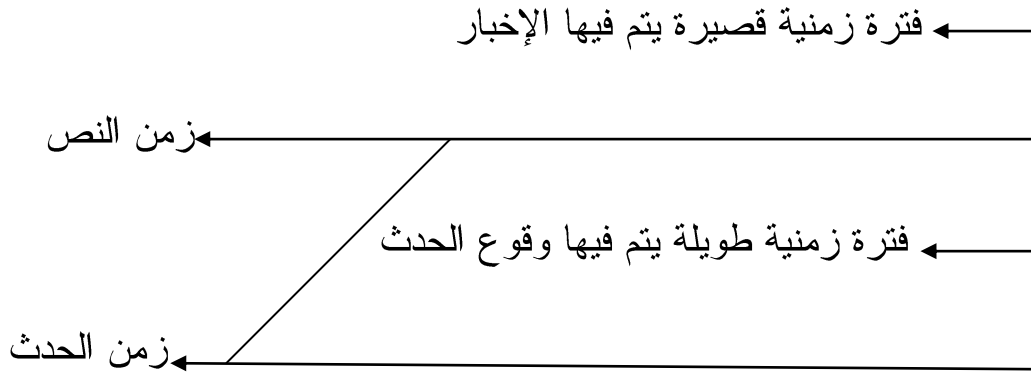 فترة زمنية قصيرة يتم فيها الإخبار
زمن النص
فترة زمنية طويلة يتم فيها وقوع الحدث
زمن الحدث